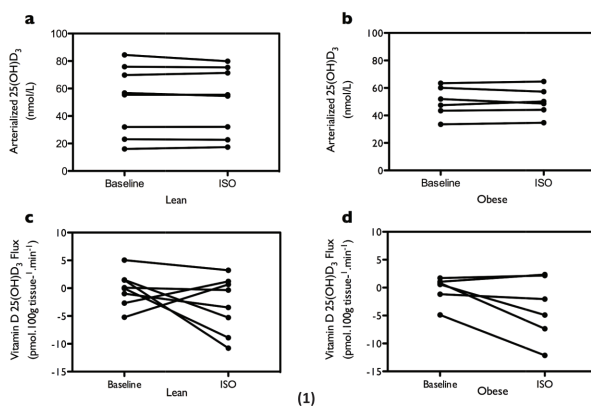 a
Arterialized 25(OH)D3
(nmol/L)
100
80
60
40
20
0
Baseline
ISO
Lean
b
Arterialized 25(OH)D3
(nmol/L)
100
80
60
40
20
0
Baseline
ISO
Obese
c
Vitamin D 25(OH)D3 Flux
(pmol.100g tissue-1.min-1)
10
5
0
-5
-10
-15
Baseline
ISO
Lean
d
Vitamin D 25(OH)D3 Flux
(pmol.100g tissue-1.min-1)
10
5
0
-5
-10
-15
Baseline
ISO
Obese
(1)